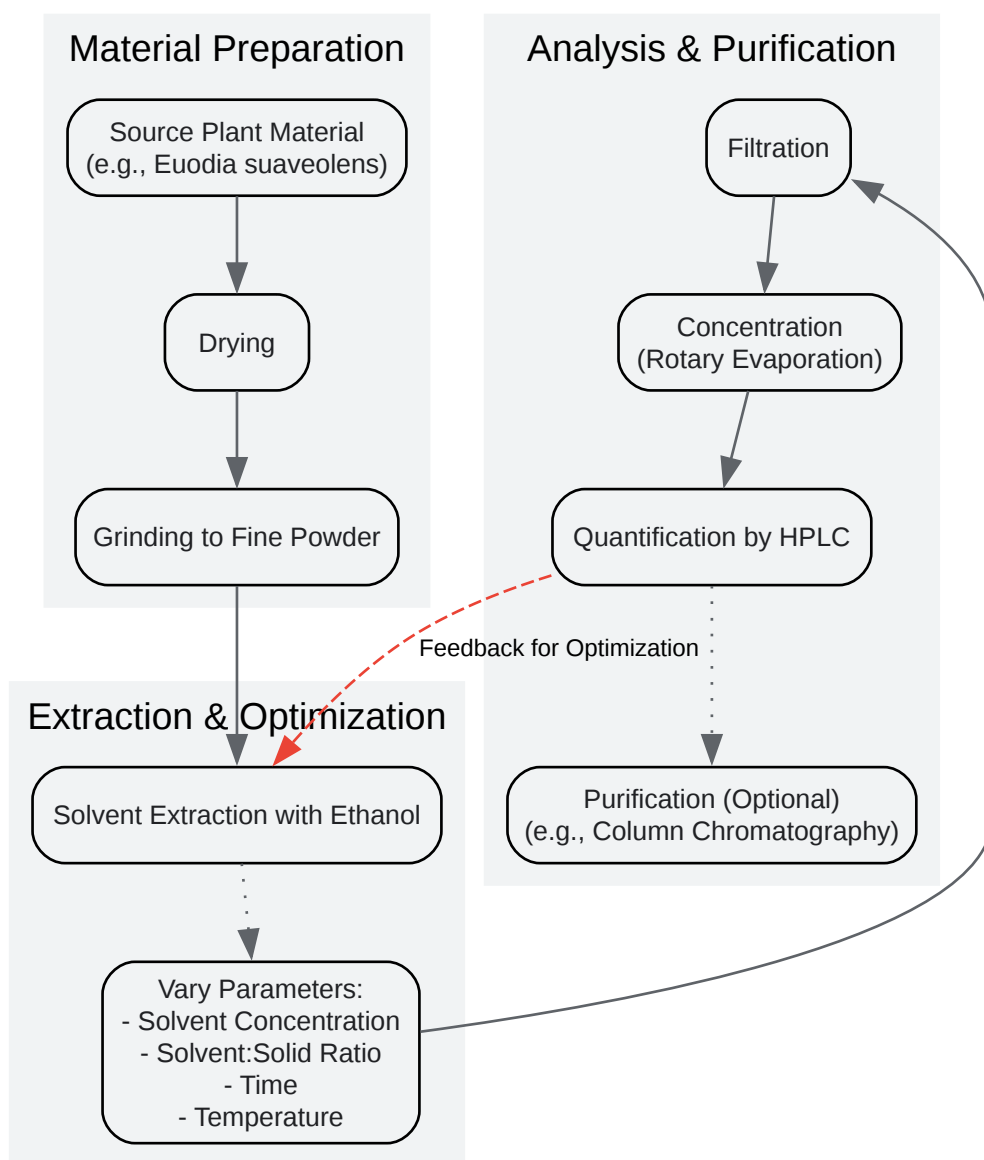 Material Preparation
Source Plant Material
(e.g., Euodia suaveolens)
Drying
Grinding to Fine Powder
Extraction & Optimization
Solvent Extraction with Ethanol
Vary Parameters:
- Solvent Concentration
- Solvent:Solid Ratio
- Time
- Temperature
Analysis & Purification
Filtration
Concentration
(Rotary Evaporation)
Quantification by HPLC
Feedback for Optimization
Purification (Optional)
(e.g., Column Chromatography)